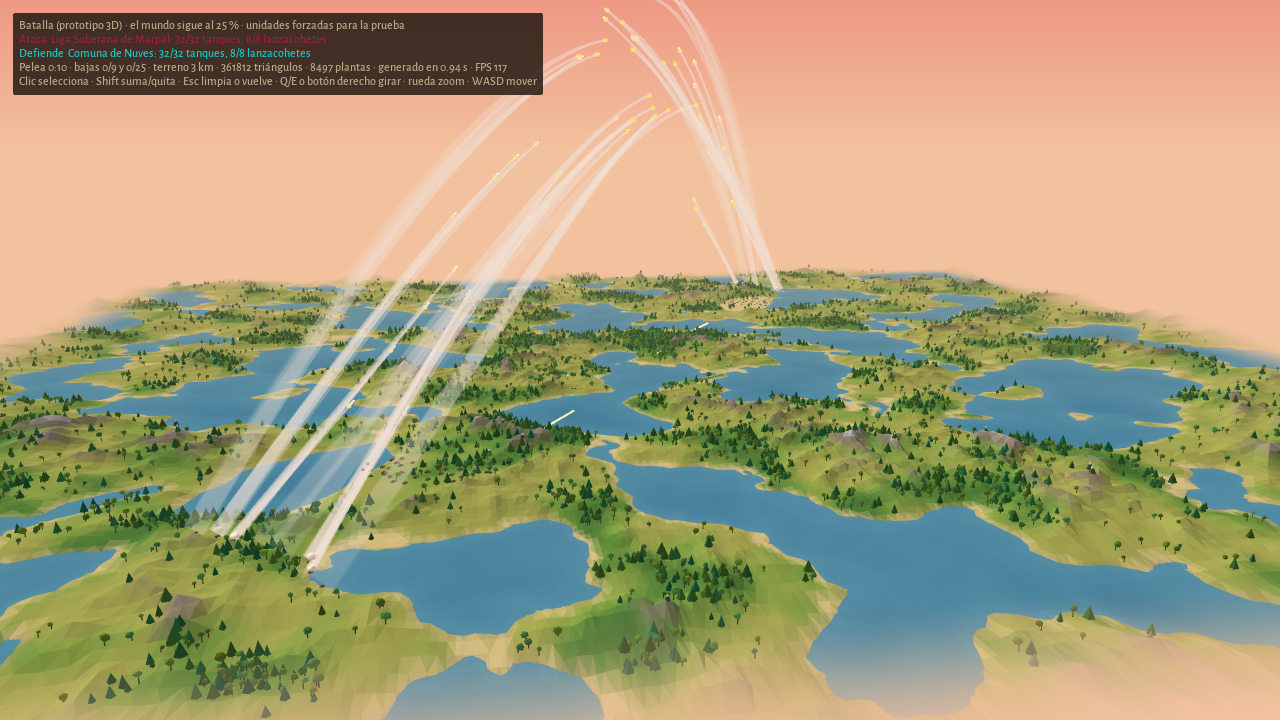 Batalla (prototipo 3D) · el mundo sigue al 25 % · unidades forzadas para la prueba
Ataca Liga Soberana de Marpal: 32/32 tanques, 8/8 lanzacohetes
Defiende Comuna de Nuves: 32/32 tanques, 8/8 lanzacohetes
Pelea 0:10 · bajas 0/9 y 0/25 · terreno 3 km · 361812 triángulos · 8497 plantas · generado en 0.94 s · FPS 117
Clic selecciona · Shift suma/quita · Esc limpia o vuelve · Q/E o botón derecho girar · rueda zoom · WASD mover